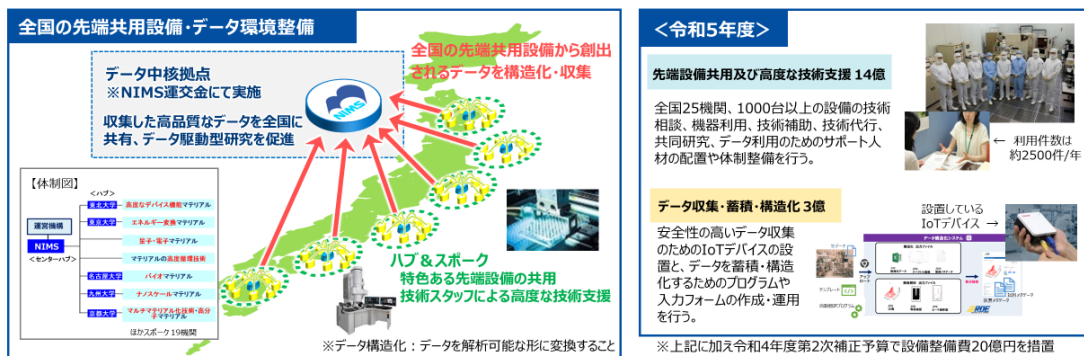 全国の先端共用設備・データ環境整備
全国の先端共用設備から創出
されるデータを構造化・収集
データ中核拠点
※NIMS運交金にて実施
収集した高品質なデータを全国に
共有、データ駆動型研究を促進
NIMS
【体制図】
＜ハブ＞
運営機構
NIMS
＜センターハブ＞
東北大学
高度なデバイス機能マテリアル
東京大学
エネルギー変換マテリアル
量子・電子マテリアル
マテリアルの高度循環技術
名古屋大学
バイオマテリアル
九州大学
ナノスケールマテリアル
京都大学
マルチマテリアル化技術・高分
子マテリアル
ほかスポーク19機関
ハブ＆スポーク
特色ある先端設備の共用
技術スタッフによる高度な技術支援
※データ構造化：データを解析可能な形に変換すること
＜令和5年度＞
先端設備共用及び高度な技術支援 14億
全国25機関、1000台以上の設備の技術
相談、機器利用、技術補助、技術代行、
共同研究、データ利用のためのサポート人
材の配置や体制整備を行う。
← 利用件数は
約2500件/年
データ収集・蓄積・構造化 3億
安全性の高いデータ収集
のためのIoTデバイスの設
置と、データを蓄積・構造
化するためのプログラムや
入力フォームの作成・運用
を行う。
設置している
IoTデバイス →
データ構造化システム
テンプレート
RDE
※上記に加え令和4年度第2次補正予算で設備整備費20億円を措置